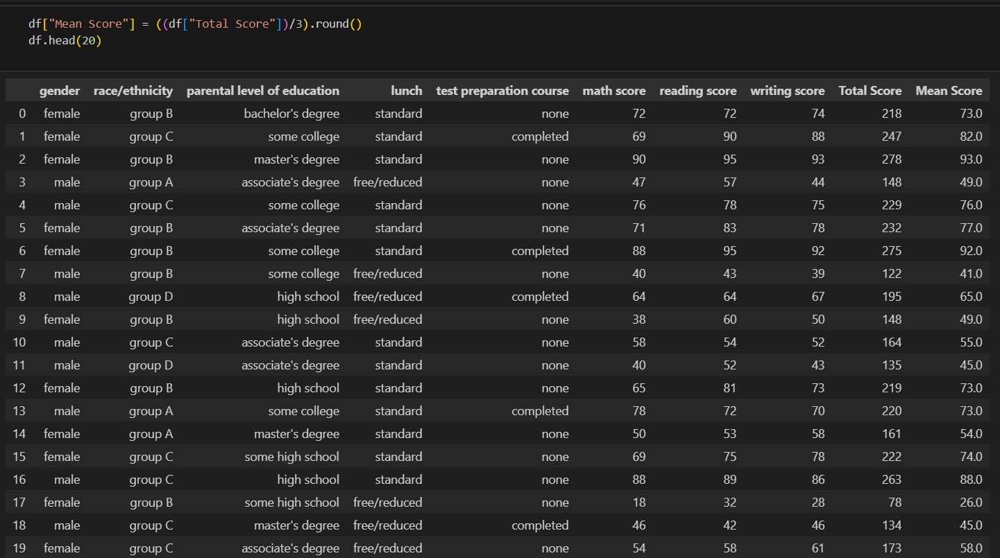 df["Mean Score"] = ((df["Total Score"])/3).round()
df.head(20)
gender race/ethnicity parental level of education lunch test preparation course math score reading score writing score Total Score Mean Score
0 female group B bachelor's degree standard none 72 72 74 218 73.0
1 female group C some college standard completed 69 90 88 247 82.0
2 female group B master's degree standard none 90 95 93 278 93.0
3 male group A associate's degree free/reduced none 47 57 44 148 49.0
4 male group C some college standard none 76 78 75 229 76.0
5 female group B associate's degree standard none 71 83 78 232 77.0
6 female group B some college standard completed 88 95 92 275 92.0
7 male group B some college free/reduced none 40 43 39 122 41.0
8 male group D high school free/reduced completed 64 64 67 195 65.0
9 female group B high school free/reduced none 38 60 50 148 49.0
10 male group C associate's degree standard none 58 54 52 164 55.0
11 male group D associate's degree standard none 40 52 43 135 45.0
12 female group B high school standard none 65 81 73 219 73.0
13 male group A some college standard completed 78 72 70 220 73.0
14 female group A master's degree standard none 50 53 58 161 54.0
15 female group C some high school standard none 69 75 78 222 74.0
16 male group C high school standard none 88 89 86 263 88.0
17 female group B some high school free/reduced none 18 32 28 78 26.0
18 male group C master's degree free/reduced completed 46 42 46 134 45.0
19 female group C associate's degree free/reduced none 54 58 61 173 58.0